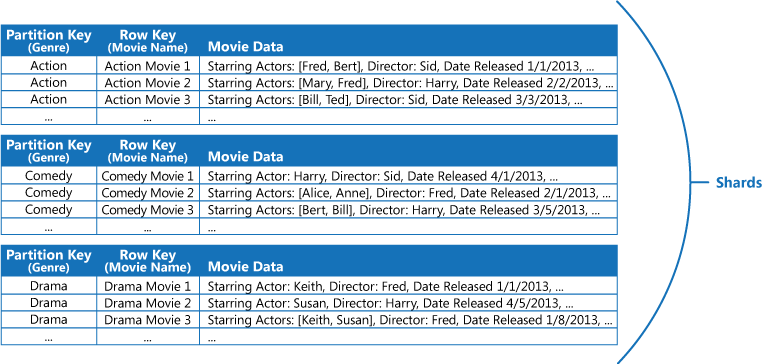 Partition Key (Genre) Row Key (Movie Name) Movie Data
Action Action Movie 1 Starring Actors: [Fred, Bert], Director: Sid, Date Released 1/1/2013, ...
Action Action Movie 2 Starring Actors: [Mary, Fred], Director: Harry, Date Released 2/2/2013, ...
Action Action Movie 3 Starring Actors: [Bill, Ted], Director: Sid, Date Released 3/3/2013, ...
... ... ...
Partition Key (Genre) Row Key (Movie Name) Movie Data
Comedy Comedy Movie 1 Starring Actor: Harry, Director: Sid, Date Released 4/1/2013, ...
Comedy Comedy Movie 2 Starring Actors: [Alice, Anne], Director: Fred, Date Released 2/1/2013, ...
Comedy Comedy Movie 3 Starring Actors: [Bert, Bill], Director: Harry, Date Released 3/5/2013, ...
... ... ...
Partition Key (Genre) Row Key (Movie Name) Movie Data
Drama Drama Movie 1 Starring Actor: Keith, Director: Fred, Date Released 1/1/2013, ...
Drama Drama Movie 2 Starring Actor: Susan, Director: Harry, Date Released 4/5/2013, ...
Drama Drama Movie 3 Starring Actors: [Keith, Susan], Director: Fred, Date Released 1/8/2013, ...
... ... ...
Shards